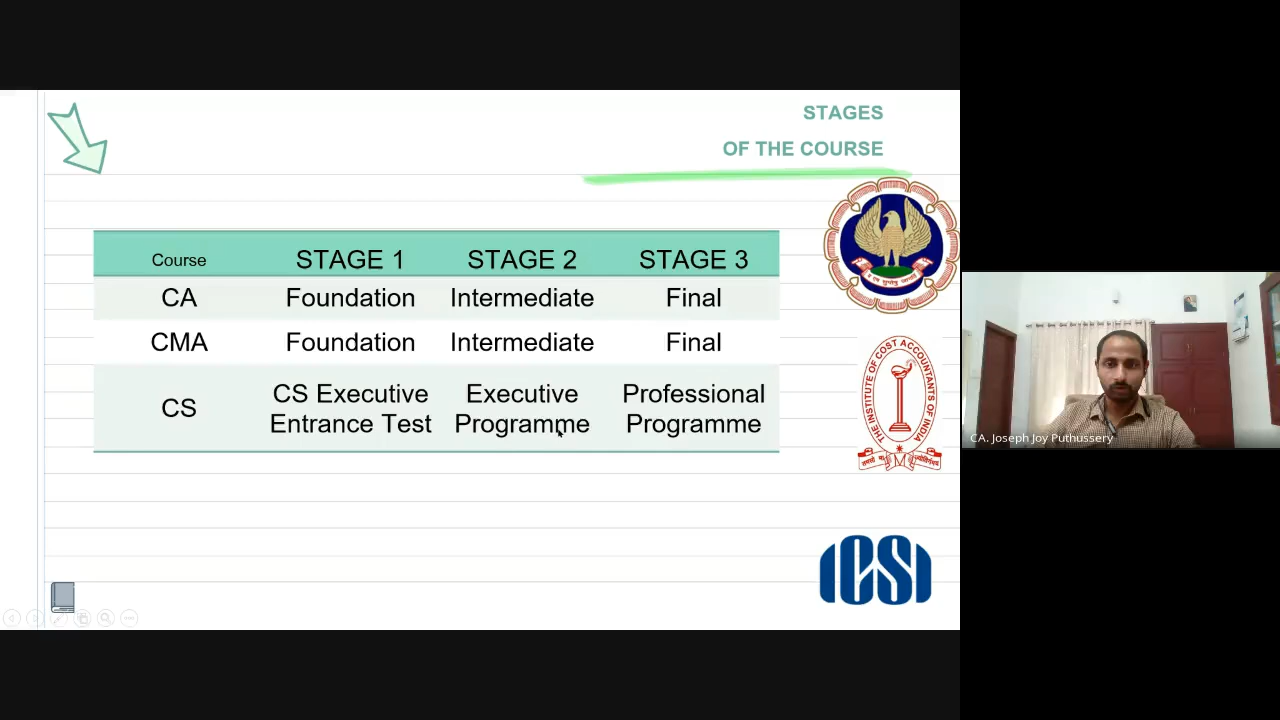 STAGES
OF THE COURSE
Course STAGE 1 STAGE 2 STAGE 3
CA Foundation Intermediate Final
CMA Foundation Intermediate Final
CS CS Executive Entrance Test Executive Programme Professional Programme
THE INSTITUTE OF COST ACCOUNTANTS OF INDIA
ICSI
CA. Joseph Joy Puthussery